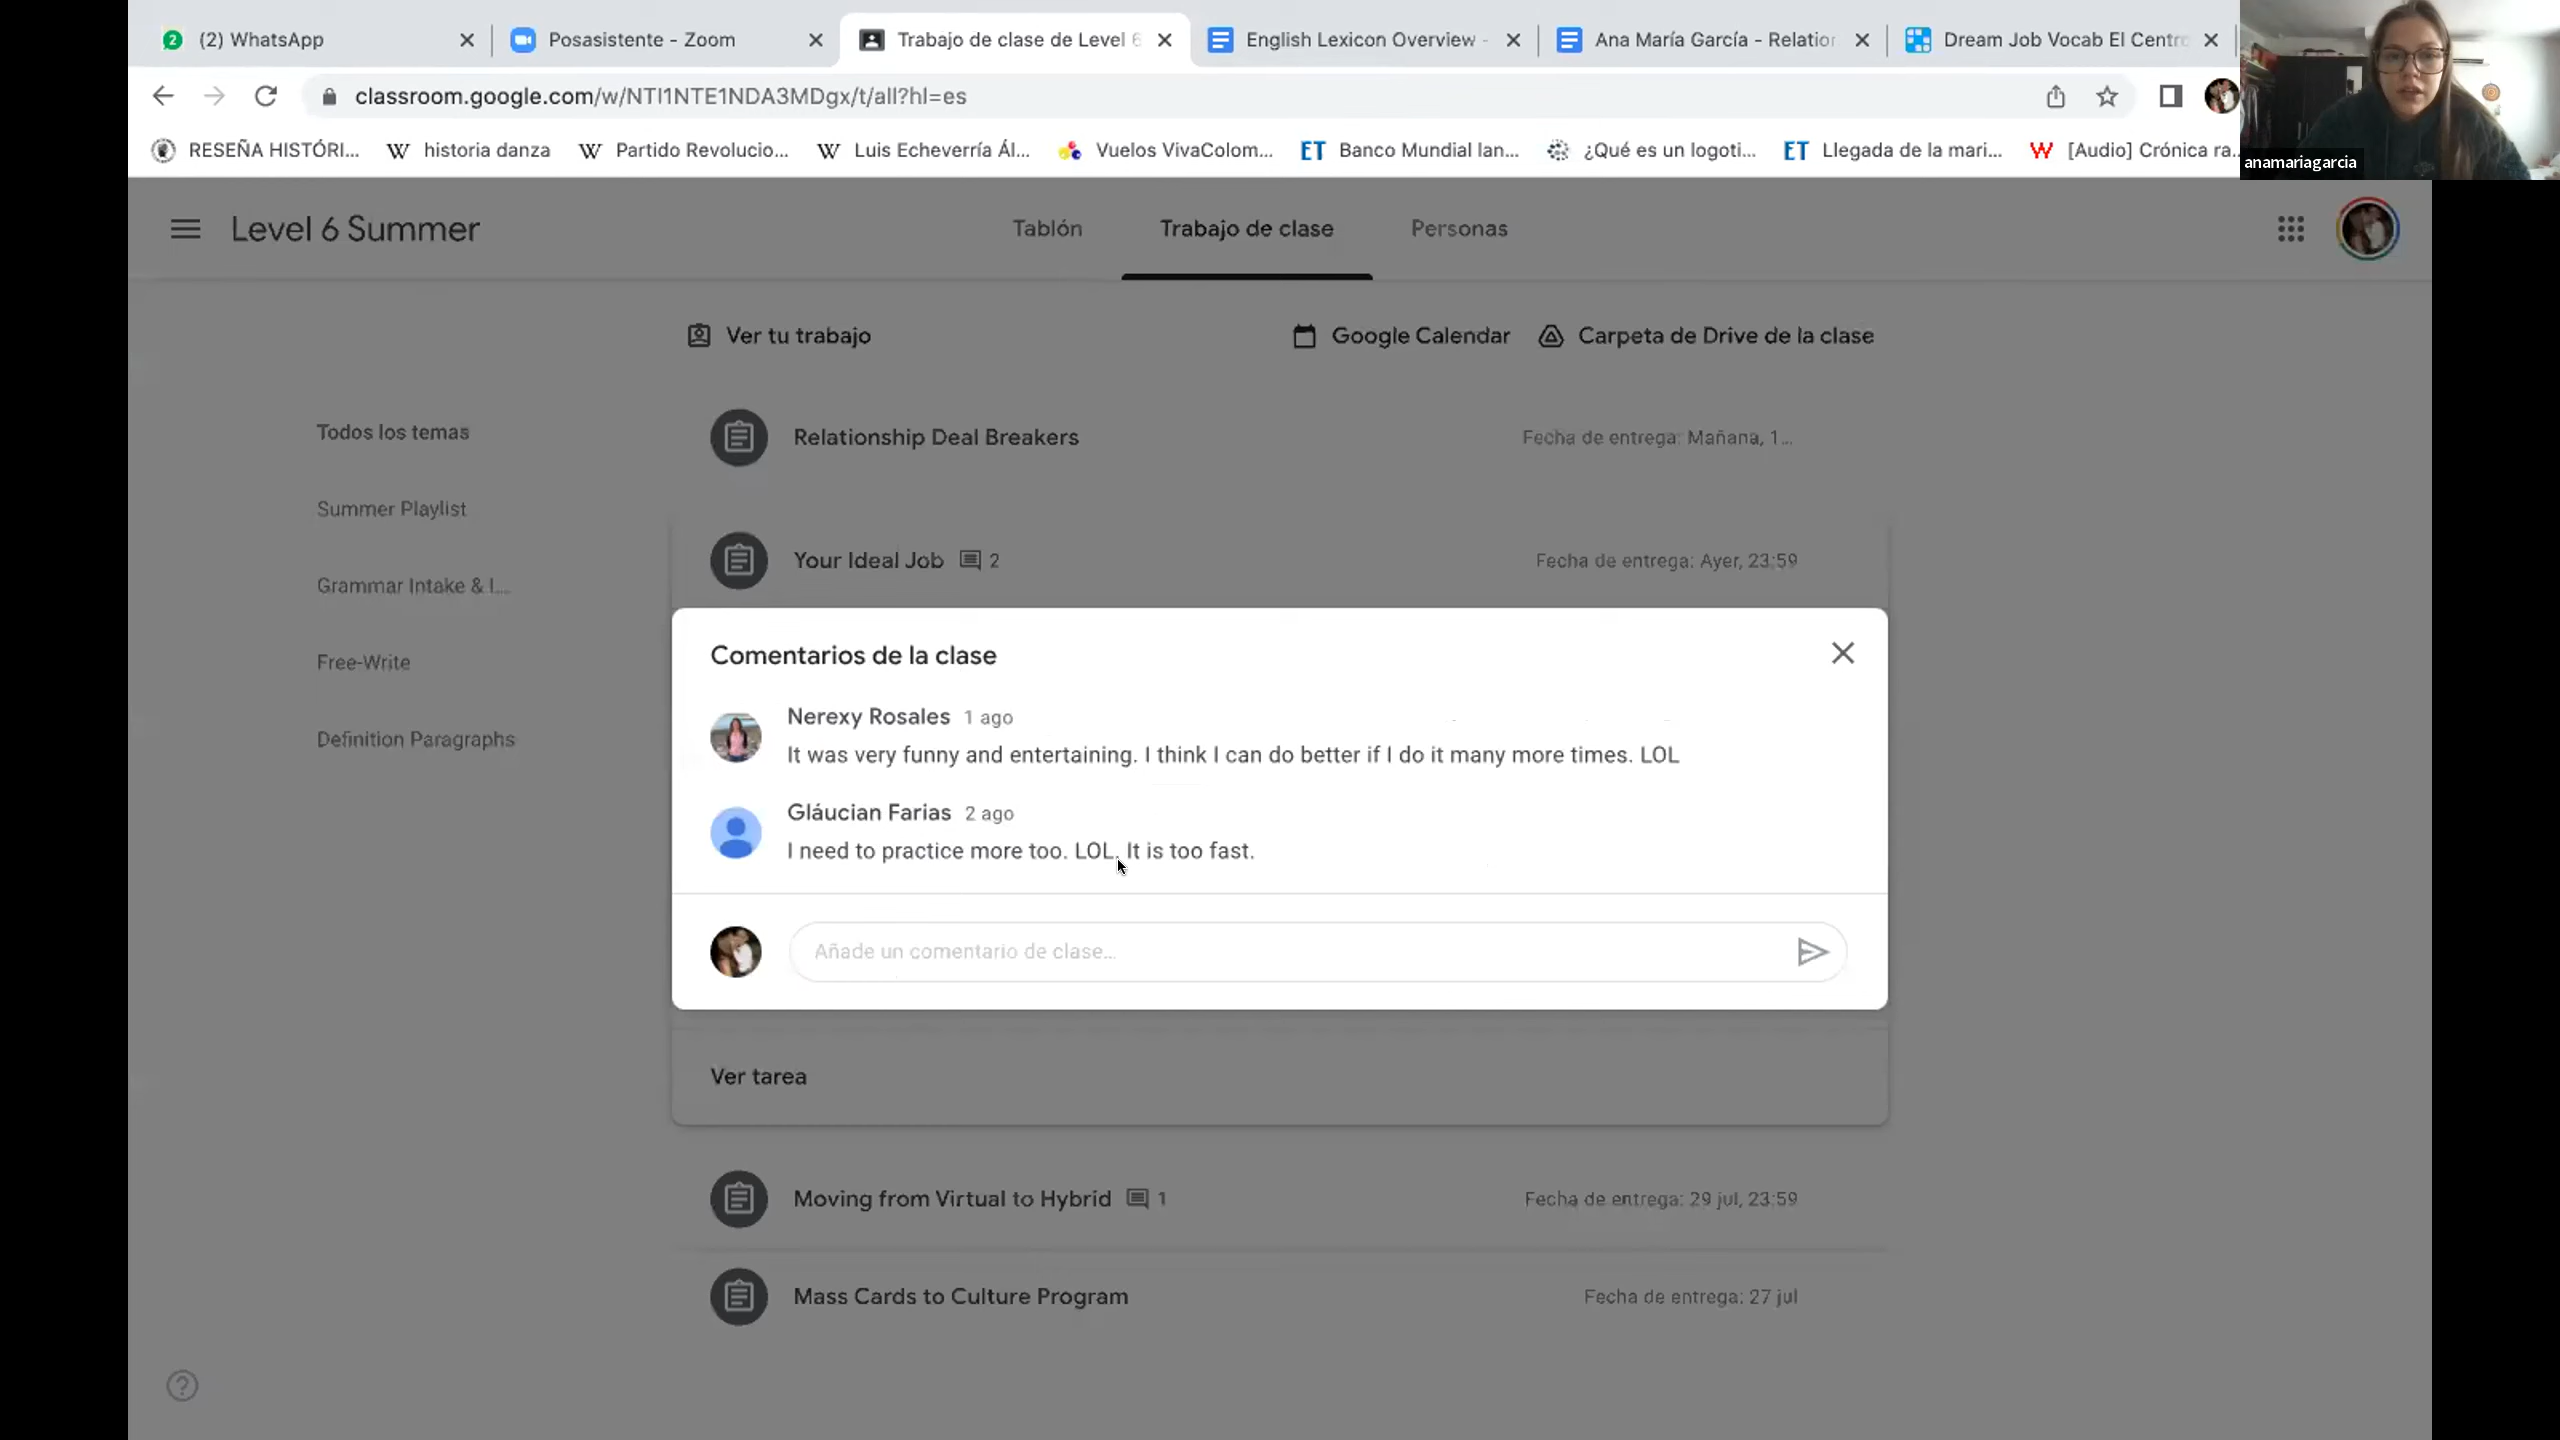 2 (2) WhatsApp
Posasistente - Zoom
Trabajo de clase de Level 6
English Lexicon Overview -
Ana María García - Relation
Dream Job Vocab El Centro
classroom.google.com/w/NTI1NTE1NDA3MDgx/t/all?hl=es
RESEÑA HISTÓRI...
historia danza
Partido Revolucio...
Luis Echeverría Ál...
Vuelos VivaColom...
ET Banco Mundial lan...
¿Qué es un logoti...
ET Llegada de la mari...
[Audio] Crónica ra...
anamariagarcia
Level 6 Summer
Tablón
Trabajo de clase
Personas
Ver tu trabajo
Google Calendar
Carpeta de Drive de la clase
Todos los temas
Summer Playlist
Grammar Intake & I...
Free-Write
Definition Paragraphs
Relationship Deal Breakers
Fecha de entrega: Mañana, 1...
Your Ideal Job 2
Fecha de entrega: Ayer, 23:59
Comentarios de la clase
Nerexy Rosales 1 ago
It was very funny and entertaining. I think I can do better if I do it many more times. LOL
Gláucian Farias 2 ago
I need to practice more too. LOL. It is too fast.
Añade un comentario de clase...
Ver tarea
Moving from Virtual to Hybrid 1
Fecha de entrega: 29 jul, 23:59
Mass Cards to Culture Program
Fecha de entrega: 27 jul